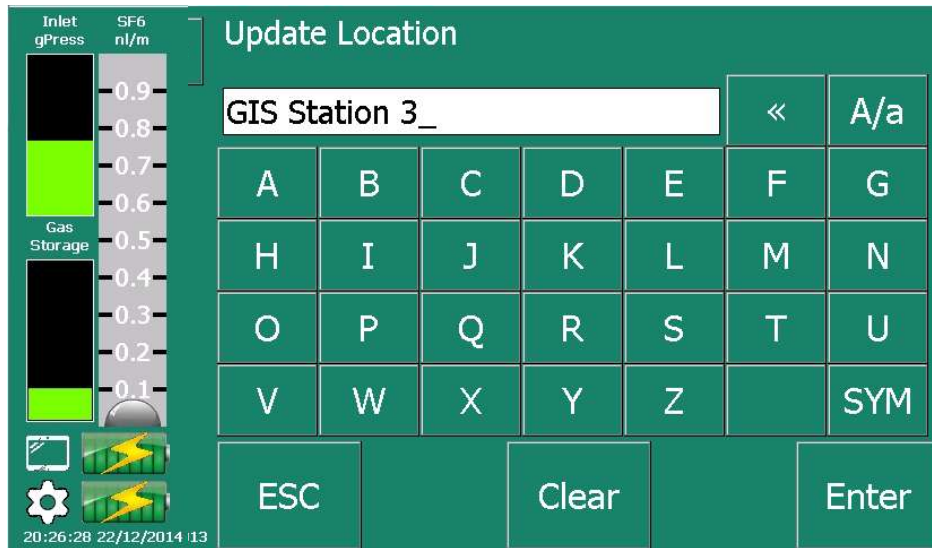 Inlet gPress
SF6 nl/m
Update Location
0.9
GIS Station 3_
«
A/a
0.8
0.7
A B C D E F G
0.6
Gas Storage
0.5
H I J K L M N
0.4
0.3
O P Q R S T U
0.2
0.1
V W X Y Z SYM
ESC Clear Enter
20:26:28 22/12/2014
13